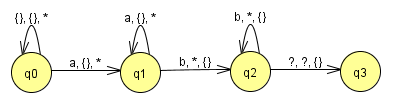 {}, {}, *
a, {}, *
b, *, {}
q0
a, {}, *
q1
b, *, {}
q2
?, ?, {}
q3